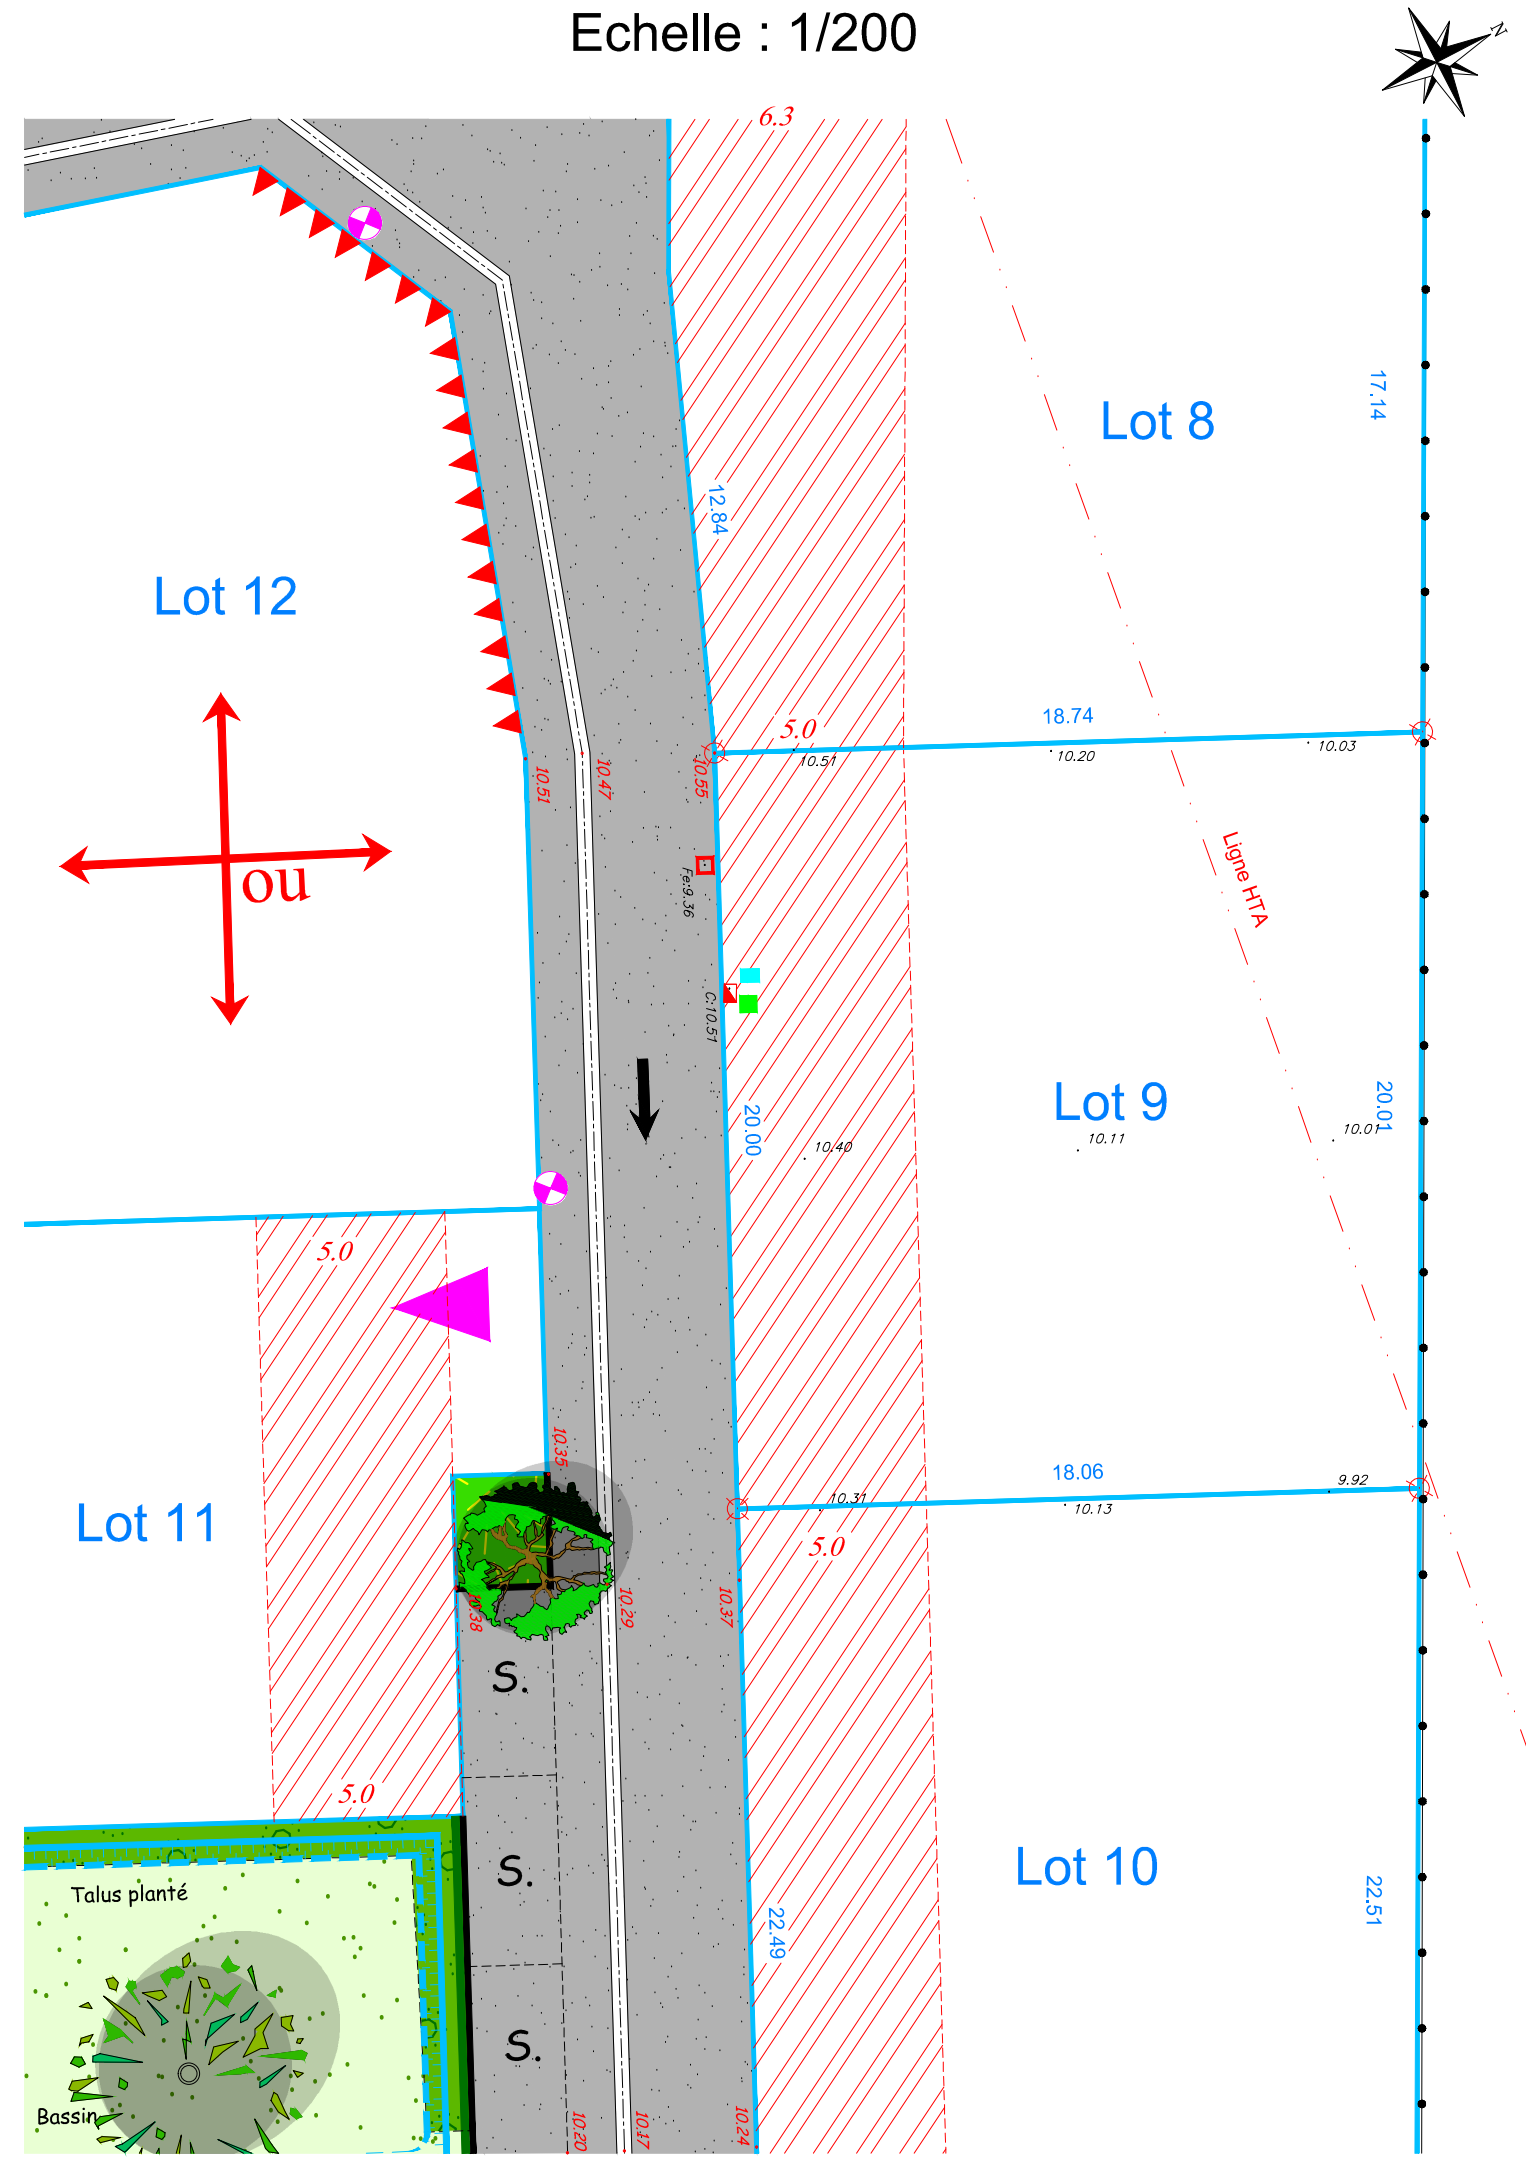 Echelle : 1/200
N
6.3
17.14
Lot 8
12.84
Lot 12
18.74
5.0
10.51
10.20
10.03
10.51
10.47
10.55
Ligne HTA
ou
Fe:9.36
C:10.51
20.00
Lot 9
20.01
10.40
10.11
10.01
5.0
10.35
18.06
10.31
10.13
9.92
Lot 11
5.0
10.38
10.29
10.37
S.
5.0
Lot 10
S.
Talus planté
22.49
22.51
S.
Bassin
10.20
10.17
10.24